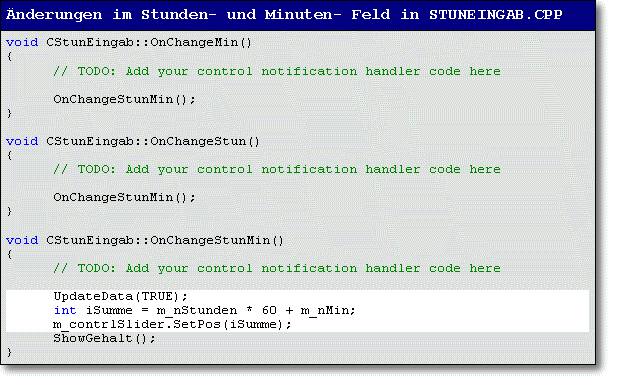 Änderungen im Stunden- und Minuten- Feld in STUNEINGAB.CPP
void CStunEingab::OnChangeMin()
{
// TODO: Add your control notification handler code here
OnChangeStunMin();
}
void CStunEingab::OnChangeStun()
{
// TODO: Add your control notification handler code here
OnChangeStunMin();
}
void CStunEingab::OnChangeStunMin()
{
// TODO: Add your control notification handler code here
UpdateData(TRUE);
int iSumme = m_nStunden * 60 + m_nMin;
m_contrlSlider.SetPos(iSumme);
ShowGehalt();
}